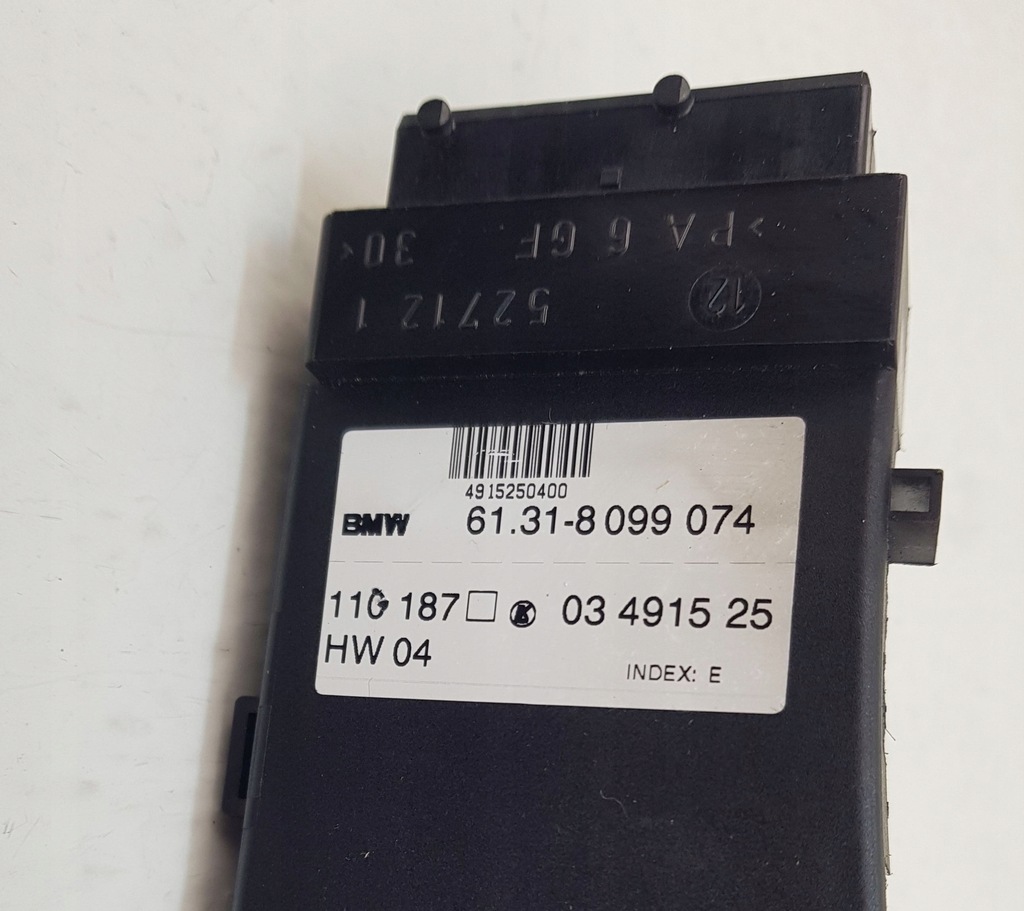 >PA 6 GF 30<
52712 1
12
4915250400
BMW 61.31-8 099 074
110 187 03 4915 25
HW 04
INDEX: E